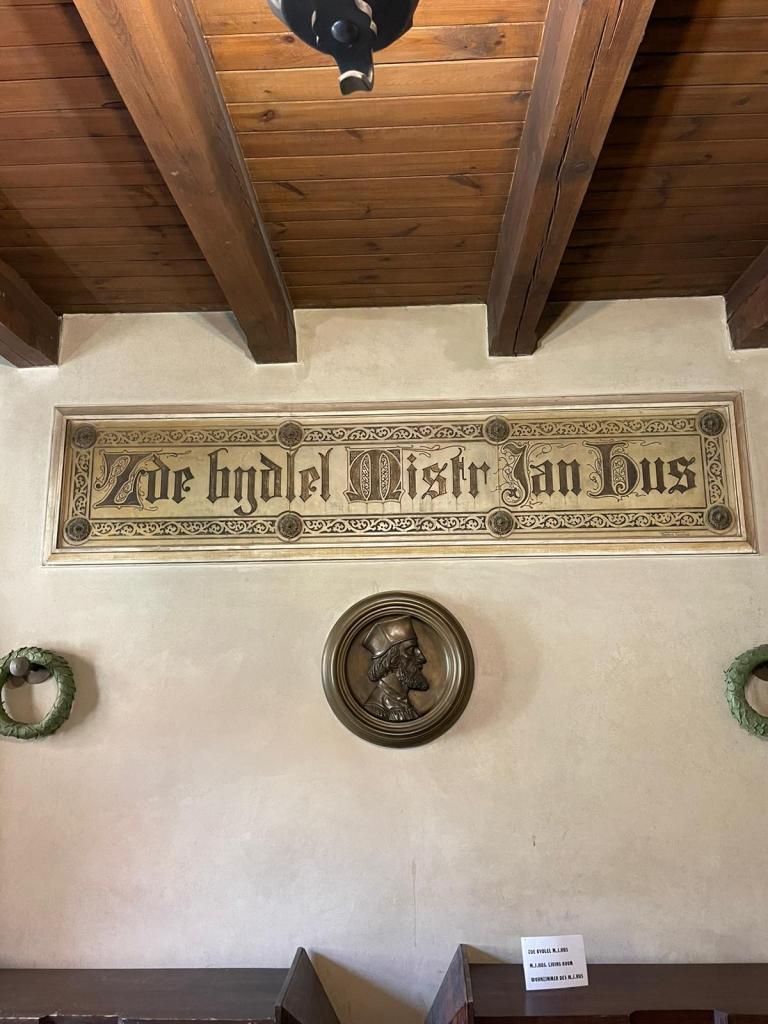 Zde bydlel Mistr Jan Hus
ZDE BYDLEL M.J.HUS
M.J.HUS. LIVING ROOM
WOHNZIMMER DES M.J.HUS